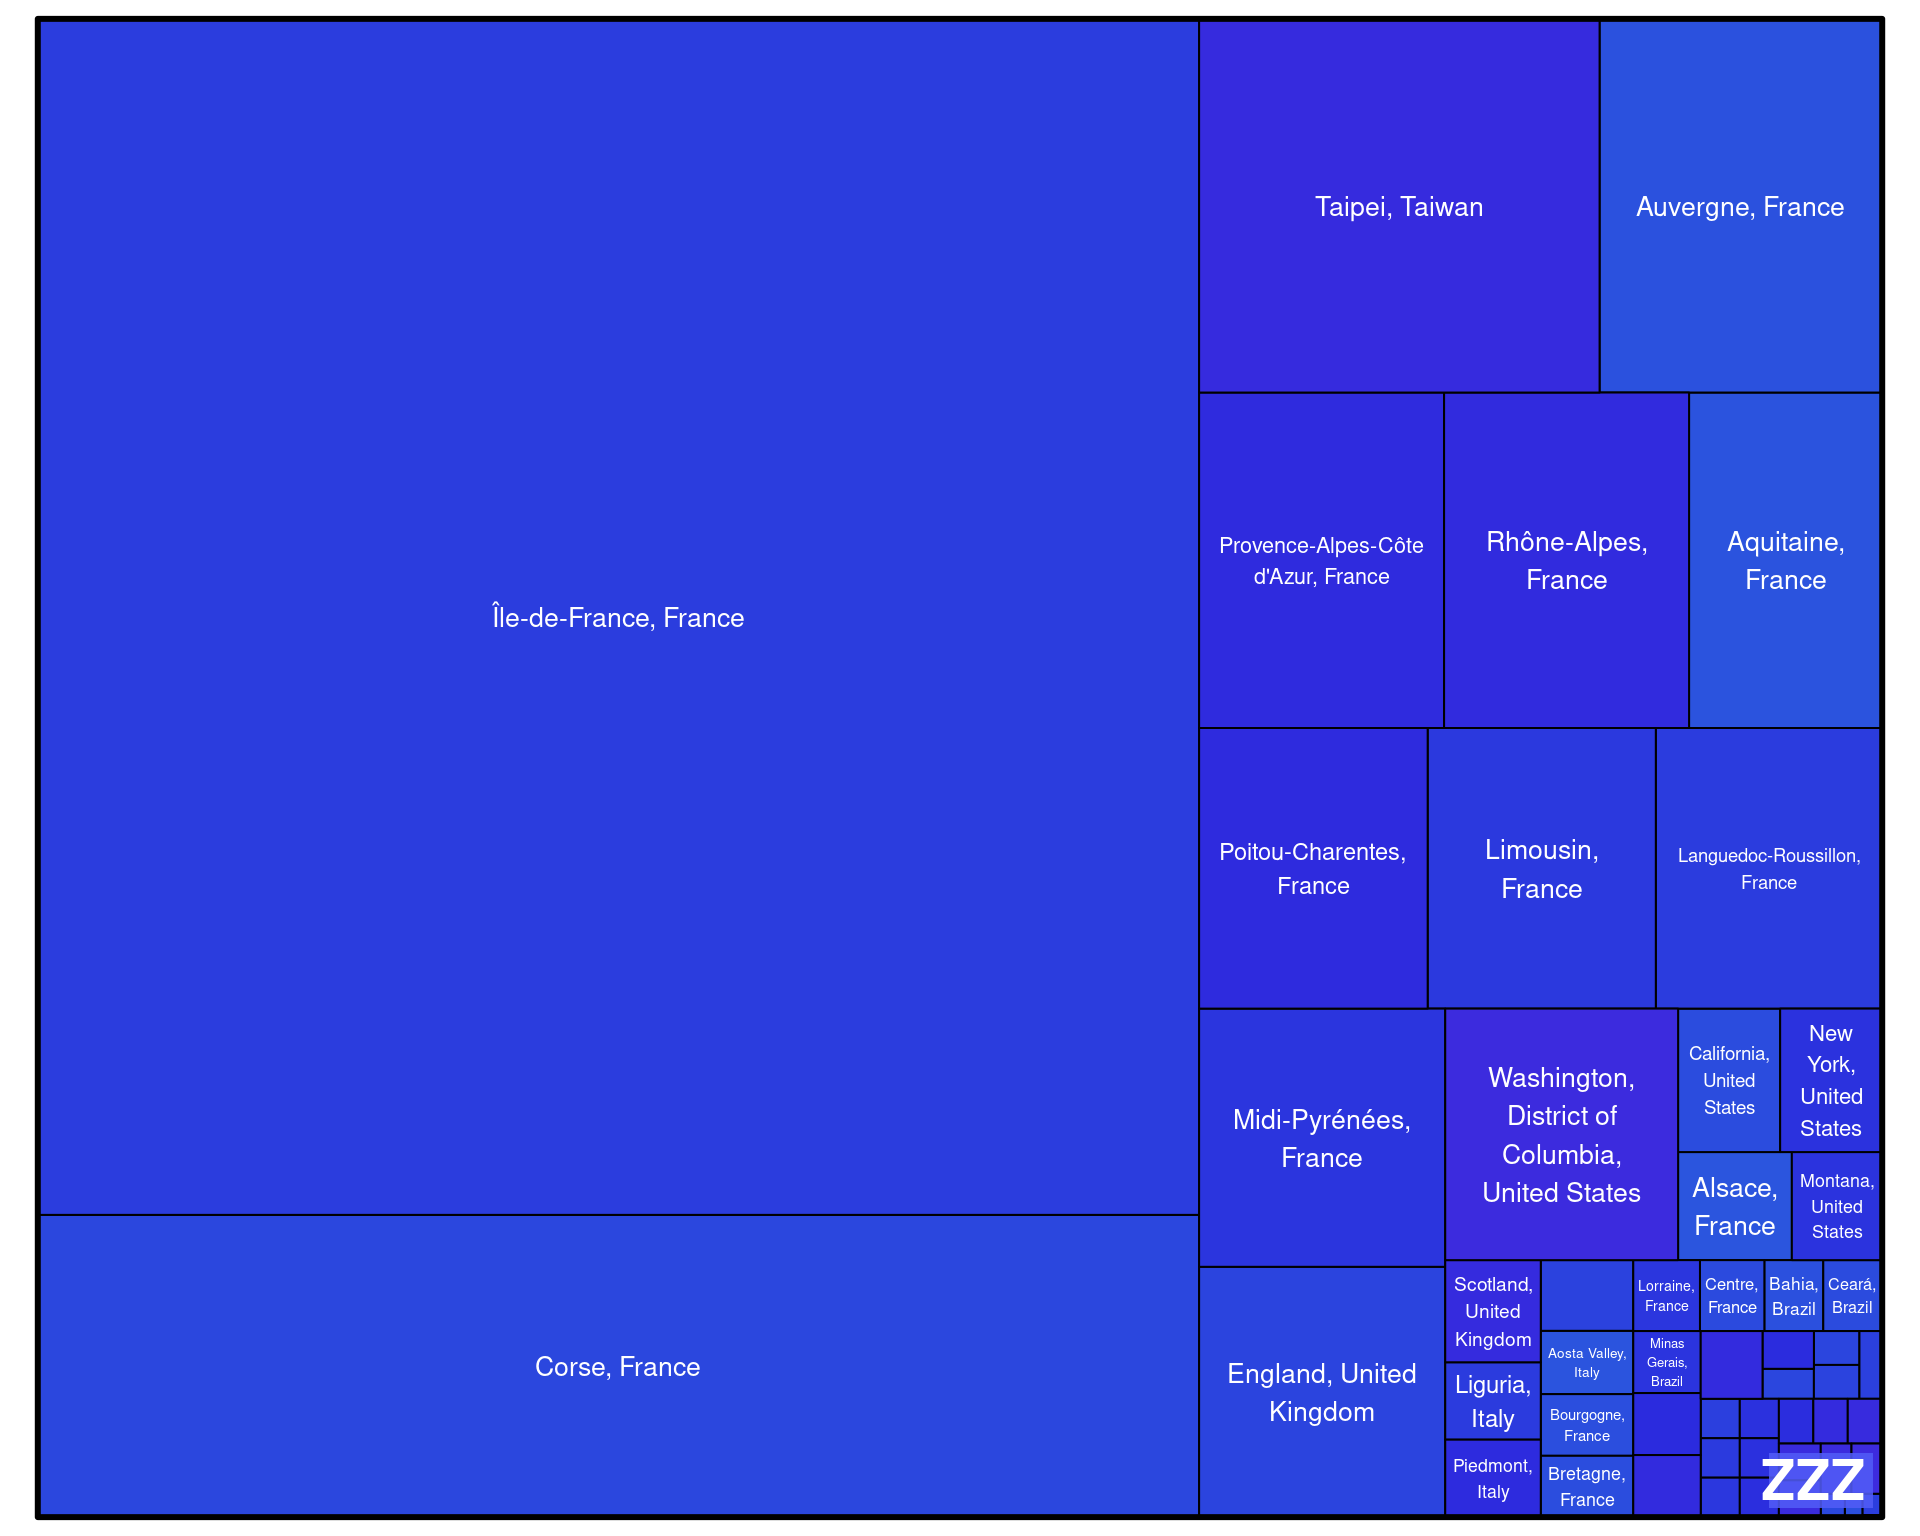 Île-de-France, France
Corse, France
Taipei, Taiwan
Auvergne, France
Provence-Alpes-Côte
d'Azur, France
Rhône-Alpes,
France
Aquitaine,
France
Poitou-Charentes,
France
Limousin,
France
Languedoc-Roussillon,
France
Midi-Pyrénées,
France
England, United
Kingdom
Washington,
District of
Columbia,
United States
California,
United
States
New
York,
United
States
Alsace,
France
Montana,
United
States
Scotland,
United
Kingdom
Liguria,
Italy
Piedmont,
Italy
Aosta Valley,
Italy
Bourgogne,
France
Bretagne,
France
Lorraine,
France
Centre,
France
Bahia,
Brazil
Ceará,
Brazil
Minas
Gerais,
Brazil
ZZZ